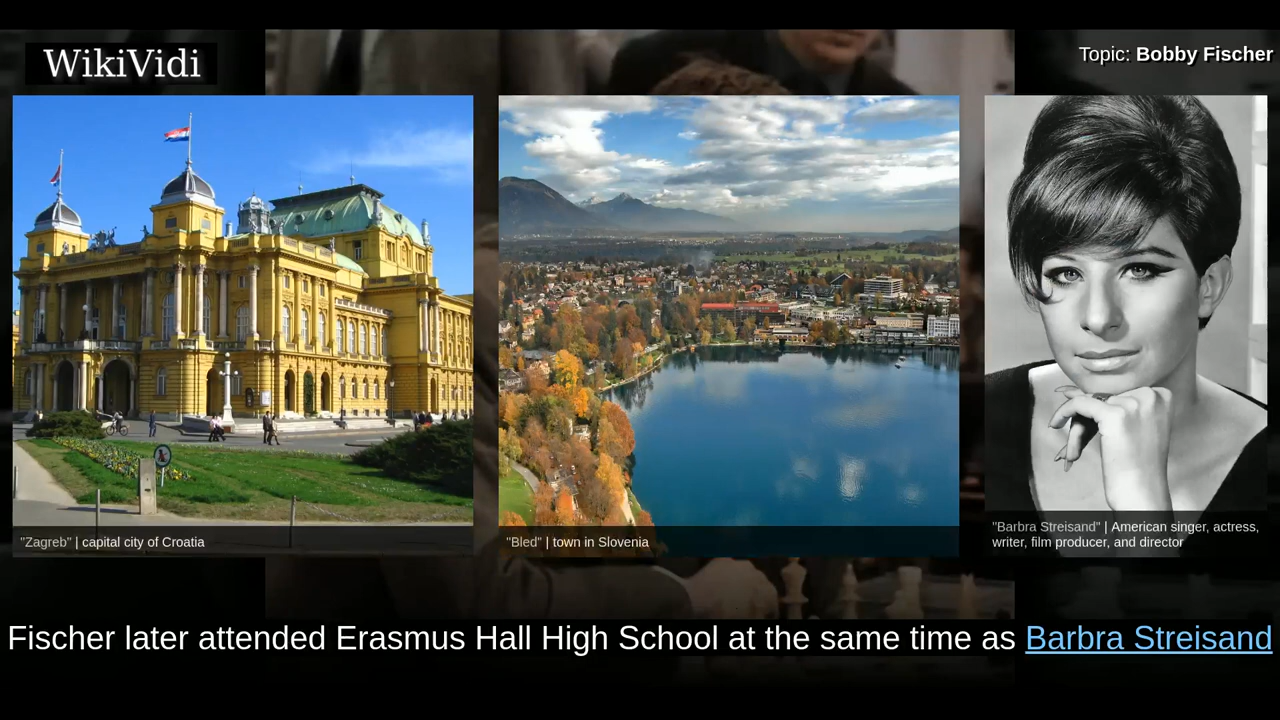 WikiVidi
Topic: Bobby Fischer
"Zagreb" | capital city of Croatia
"Bled" | town in Slovenia
"Barbra Streisand" | American singer, actress,
writer, film producer, and director
Fischer later attended Erasmus Hall High School at the same time as Barbra Streisand